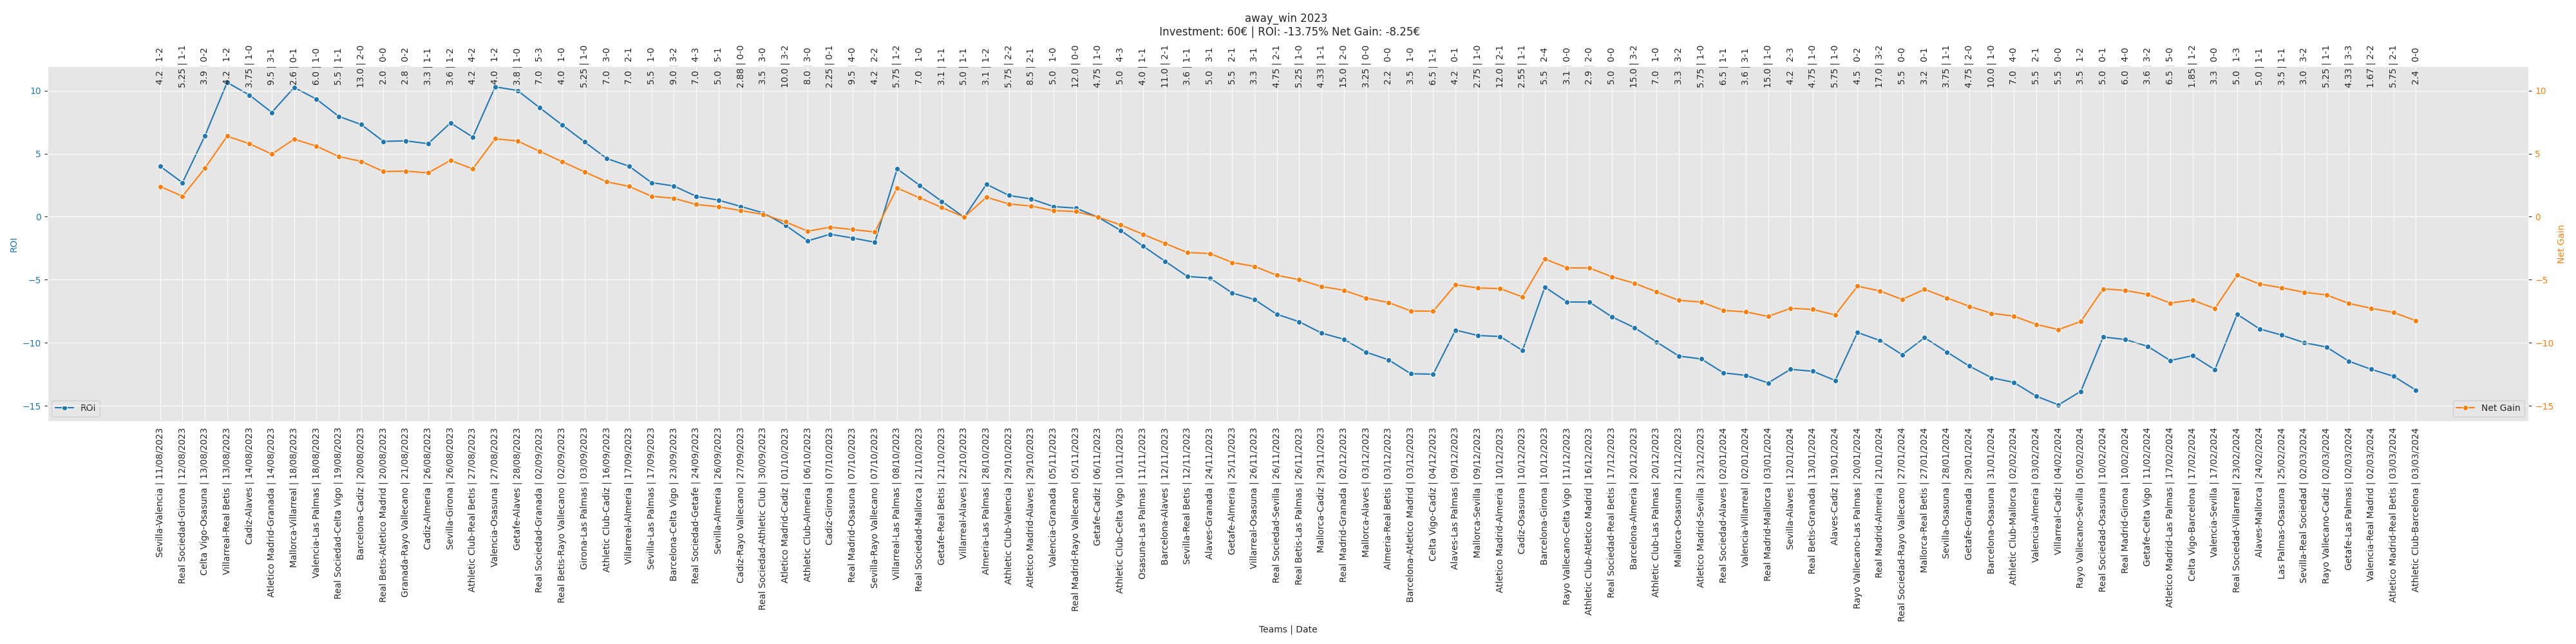 away_win 2023
Investment: 60€ | ROI: -13.75% Net Gain: -8.25€
4.2 1-2
5.25 | 1-1
3.9 0-2
3.2 1-2
3.75 | 1-0
9.5 | 3-1
2.6 | 0-1
6.0 | 1-0
5.5 | 1-1
13.0 | 2-0
2.0 0-0
2.8 0-2
3.3 | 1-1
3.6 | 1-2
4.2 4-2
4.0 1-2
3.8 | 1-0
7.0 5-3
4.0 1-0
5.25 | 1-0
7.0 3-0
7.0 2-1
5.5 1-0
9.0 3-2
7.0 4-3
5.0 5-1
2.88 | 0-0
3.5 3-0
10.0 | 3-2
8.0 3-0
2.25 | 0-1
9.5 4-0
4.2 2-2
5.75 | 1-2
7.0 1-0
3.1 | 1-1
5.0 | 1-1
3.1 | 1-2
5.75 | 2-2
8.5 | 2-1
5.0 1-0
12.0 | 0-0
4.75 | 1-0
5.0 4-3
4.0 | 1-1
11.0 | 2-1
3.6 | 1-1
5.0 3-1
5.5 2-1
3.3 3-1
4.75 | 2-1
5.25 | 1-0
4.33 | 1-1
15.0 | 2-0
3.25 | 0-0
2.2 0-0
3.5 1-0
6.5 | 1-1
4.2 0-1
2.75 | 1-0
12.0 | 2-1
2.55 | 1-1
5.5 2-4
3.1 0-0
2.9 2-0
5.0 0-0
15.0 | 3-2
7.0 1-0
3.3 3-2
5.75 | 1-0
6.5 | 1-1
3.6 | 3-1
15.0 | 1-0
4.2 2-3
4.75 | 1-1
5.75 | 1-0
4.5 0-2
17.0 | 3-2
5.5 0-0
3.2 0-1
3.75 | 1-1
4.75 | 2-0
10.0 | 1-0
7.0 4-0
5.5 2-1
5.5 0-0
3.5 1-2
5.0 0-1
6.0 4-0
3.6 3-2
6.5 5-0
1.85 | 1-2
3.3 0-0
5.0 1-3
5.0 | 1-1
3.5 | 1-1
3.0 3-2
5.25 | 1-1
4.33 | 3-3
1.67 | 2-2
5.75 | 2-1
2.4 0-0
10
5
0
−5
−10
−15
ROI
10
5
0
−5
−10
−15
Net Gain
ROi
Net Gain
Sevilla-Valencia | 11/08/2023
Real Sociedad-Girona | 12/08/2023
Celta Vigo-Osasuna | 13/08/2023
Villarreal-Real Betis | 13/08/2023
Cadiz-Alaves | 14/08/2023
Atletico Madrid-Granada | 14/08/2023
Mallorca-Villarreal | 18/08/2023
Valencia-Las Palmas | 18/08/2023
Real Sociedad-Celta Vigo | 19/08/2023
Barcelona-Cadiz | 20/08/2023
Real Betis-Atletico Madrid | 20/08/2023
Granada-Rayo Vallecano | 21/08/2023
Cadiz-Almeria | 26/08/2023
Sevilla-Girona | 26/08/2023
Athletic Club-Real Betis | 27/08/2023
Valencia-Osasuna | 27/08/2023
Getafe-Alaves | 28/08/2023
Real Sociedad-Granada | 02/09/2023
Real Betis-Rayo Vallecano | 02/09/2023
Girona-Las Palmas | 03/09/2023
Athletic Club-Cadiz | 16/09/2023
Villarreal-Almeria | 17/09/2023
Sevilla-Las Palmas | 17/09/2023
Barcelona-Celta Vigo | 23/09/2023
Real Sociedad-Getafe | 24/09/2023
Sevilla-Almeria | 26/09/2023
Cadiz-Rayo Vallecano | 27/09/2023
Real Sociedad-Athletic Club | 30/09/2023
Atletico Madrid-Cadiz | 01/10/2023
Athletic Club-Almeria | 06/10/2023
Cadiz-Girona | 07/10/2023
Real Madrid-Osasuna | 07/10/2023
Sevilla-Rayo Vallecano | 07/10/2023
Villarreal-Las Palmas | 08/10/2023
Real Sociedad-Mallorca | 21/10/2023
Getafe-Real Betis | 21/10/2023
Villarreal-Alaves | 22/10/2023
Almeria-Las Palmas | 28/10/2023
Athletic Club-Valencia | 29/10/2023
Atletico Madrid-Alaves | 29/10/2023
Valencia-Granada | 05/11/2023
Real Madrid-Rayo Vallecano | 05/11/2023
Getafe-Cadiz | 06/11/2023
Athletic Club-Celta Vigo | 10/11/2023
Osasuna-Las Palmas | 11/11/2023
Barcelona-Alaves | 12/11/2023
Sevilla-Real Betis | 12/11/2023
Alaves-Granada | 24/11/2023
Getafe-Almeria | 25/11/2023
Villarreal-Osasuna | 26/11/2023
Real Sociedad-Sevilla | 26/11/2023
Real Betis-Las Palmas | 26/11/2023
Mallorca-Cadiz | 29/11/2023
Real Madrid-Granada | 02/12/2023
Mallorca-Alaves | 03/12/2023
Almeria-Real Betis | 03/12/2023
Barcelona-Atletico Madrid | 03/12/2023
Celta Vigo-Cadiz | 04/12/2023
Alaves-Las Palmas | 09/12/2023
Mallorca-Sevilla | 09/12/2023
Atletico Madrid-Almeria | 10/12/2023
Cadiz-Osasuna | 10/12/2023
Barcelona-Girona | 10/12/2023
Rayo Vallecano-Celta Vigo | 11/12/2023
Athletic Club-Atletico Madrid | 16/12/2023
Real Sociedad-Real Betis | 17/12/2023
Barcelona-Almeria | 20/12/2023
Athletic Club-Las Palmas | 20/12/2023
Mallorca-Osasuna | 21/12/2023
Atletico Madrid-Sevilla | 23/12/2023
Real Sociedad-Alaves | 02/01/2024
Valencia-Villarreal | 02/01/2024
Real Madrid-Mallorca | 03/01/2024
Sevilla-Alaves | 12/01/2024
Real Betis-Granada | 13/01/2024
Alaves-Cadiz | 19/01/2024
Rayo Vallecano-Las Palmas | 20/01/2024
Real Madrid-Almeria | 21/01/2024
Real Sociedad-Rayo Vallecano | 27/01/2024
Mallorca-Real Betis | 27/01/2024
Sevilla-Osasuna | 28/01/2024
Getafe-Granada | 29/01/2024
Barcelona-Osasuna | 31/01/2024
Athletic Club-Mallorca | 02/02/2024
Valencia-Almeria | 03/02/2024
Villarreal-Cadiz | 04/02/2024
Rayo Vallecano-Sevilla | 05/02/2024
Real Sociedad-Osasuna | 10/02/2024
Real Madrid-Girona | 10/02/2024
Getafe-Celta Vigo | 11/02/2024
Atletico Madrid-Las Palmas | 17/02/2024
Celta Vigo-Barcelona | 17/02/2024
Valencia-Sevilla | 17/02/2024
Real Sociedad-Villarreal | 23/02/2024
Alaves-Mallorca | 24/02/2024
Las Palmas-Osasuna | 25/02/2024
Sevilla-Real Sociedad | 02/03/2024
Rayo Vallecano-Cadiz | 02/03/2024
Getafe-Las Palmas | 02/03/2024
Valencia-Real Madrid | 02/03/2024
Atletico Madrid-Real Betis | 03/03/2024
Athletic Club-Barcelona | 03/03/2024
Teams | Date